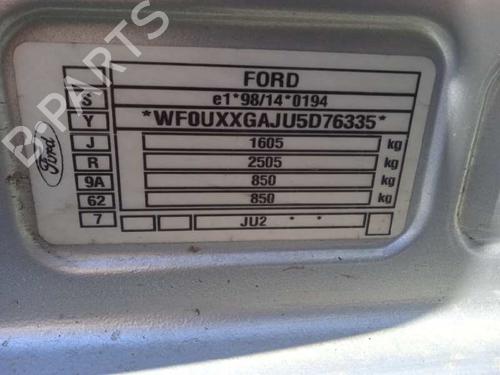 FORD
S e1*98/14*0194
Y *WF0UXXGAJU5D76335*
J 1605 kg
R 2505 kg
9A 850 kg
62 850 kg
7 JU2 * *
Ford
B-PARTS